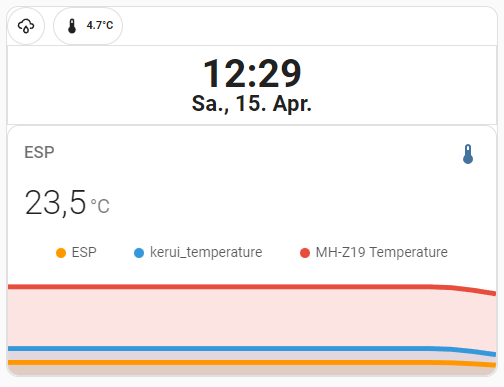 4.7°C
12:29
Sa., 15. Apr.
ESP
23,5 °C
ESP kerui_temperature MH-Z19 Temperature